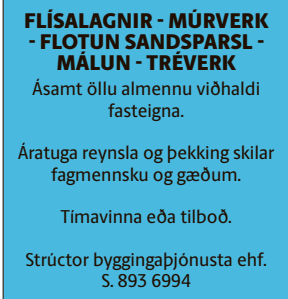 FLÍSALAGNIR - MÚRVERK
- FLOTUN SANDSPARSL -
MÁLUN - TRÉVERK
Ásamt öllu almennu viðhaldi
fasteigna.
Áratuga reynsla og þekking skilar
fagmennsku og gæðum.
Tímavinna eða tilboð.
Strúctor byggingaþjónusta ehf.
S. 893 6994